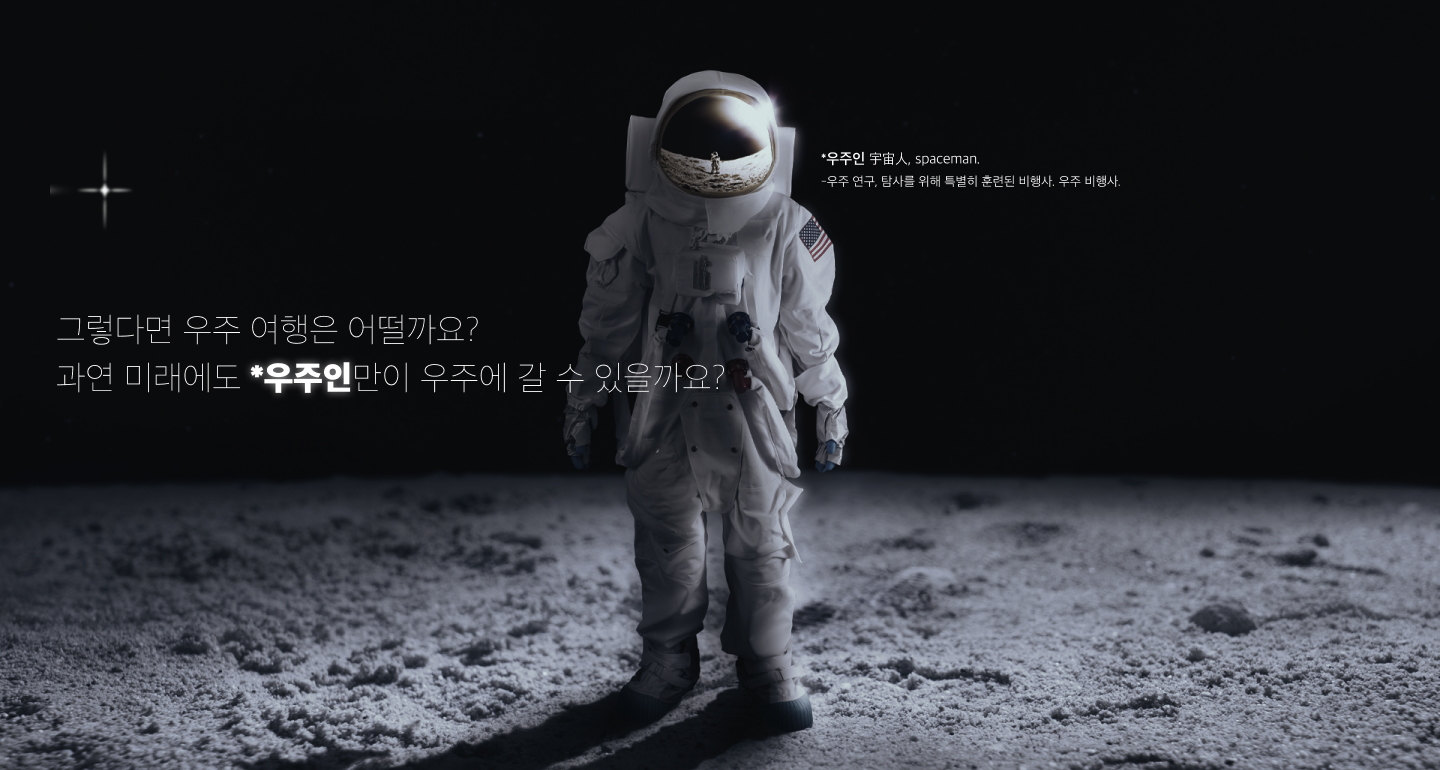 *우주인 宇宙人, spaceman.
-우주 연구, 탐사를 위해 특별히 훈련된 비행사. 우주 비행사.
그렇다면 우주 여행은 어떨까요?
과연 미래에도 *우주인만이 우주에 갈 수 있을까요?